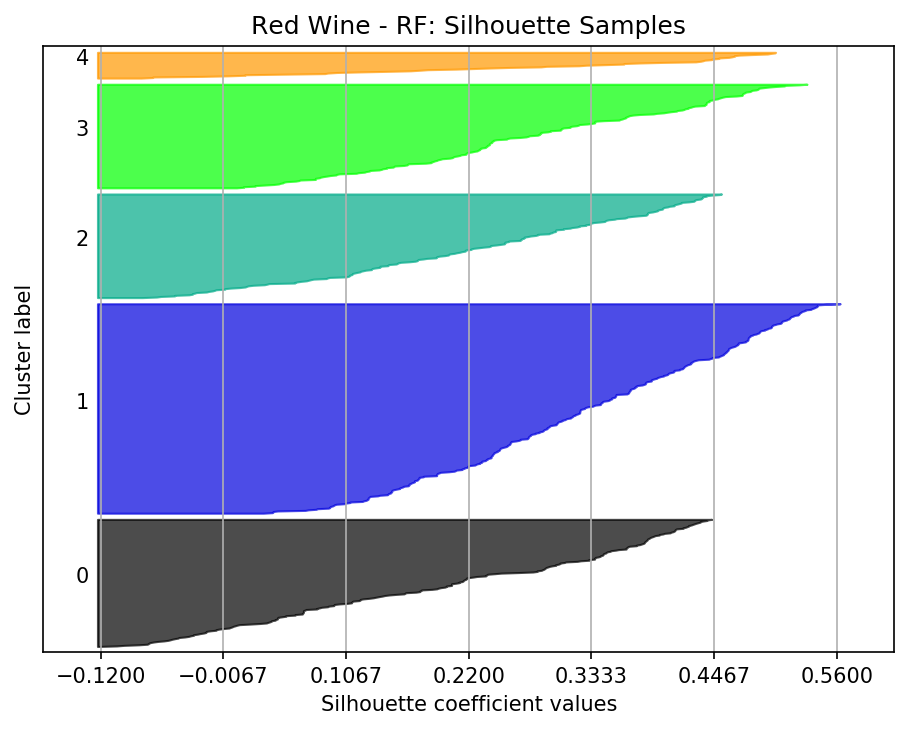 Red Wine - RF: Silhouette Samples
4
3
2
1
0
Cluster label
−0.1200 −0.0067 0.1067 0.2200 0.3333 0.4467 0.5600
Silhouette coefficient values